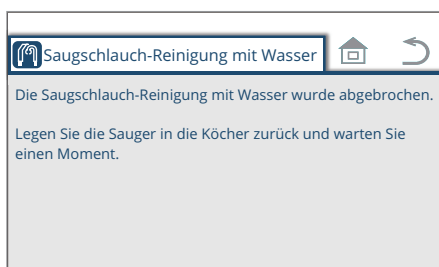 Saugschlauch-Reinigung mit Wasser
Die Saugschlauch-Reinigung mit Wasser wurde abgebrochen.
Legen Sie die Sauger in die Köcher zurück und warten Sie
einen Moment.